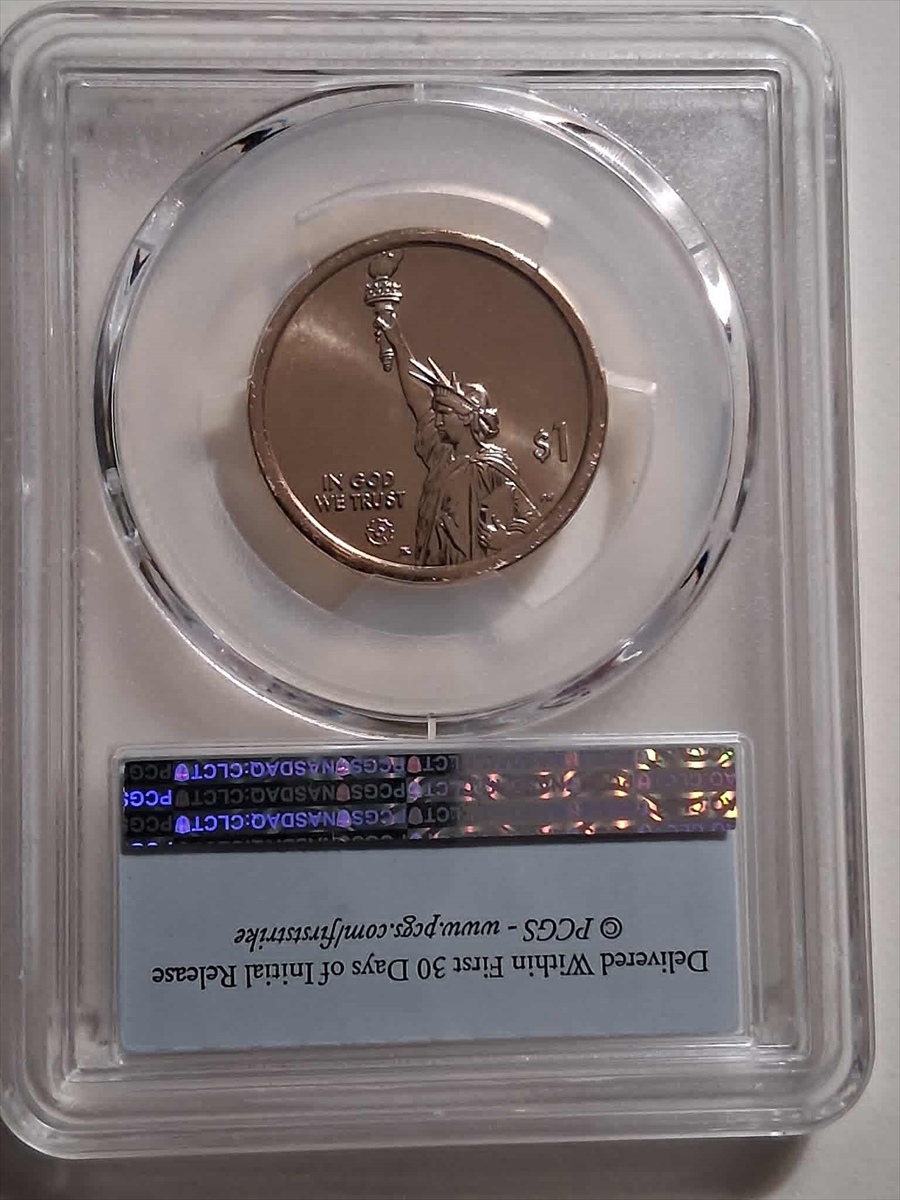 $1
IN GOD
WE TRUST
Delivered Within First 30 Days of Initial Release
© PCGS - www.pcgs.com/firststrike
PCGS NASDAQ:CLCT
PCGS NASDAQ:CLCT PCGS
PCGS NASDAQ:CLCT